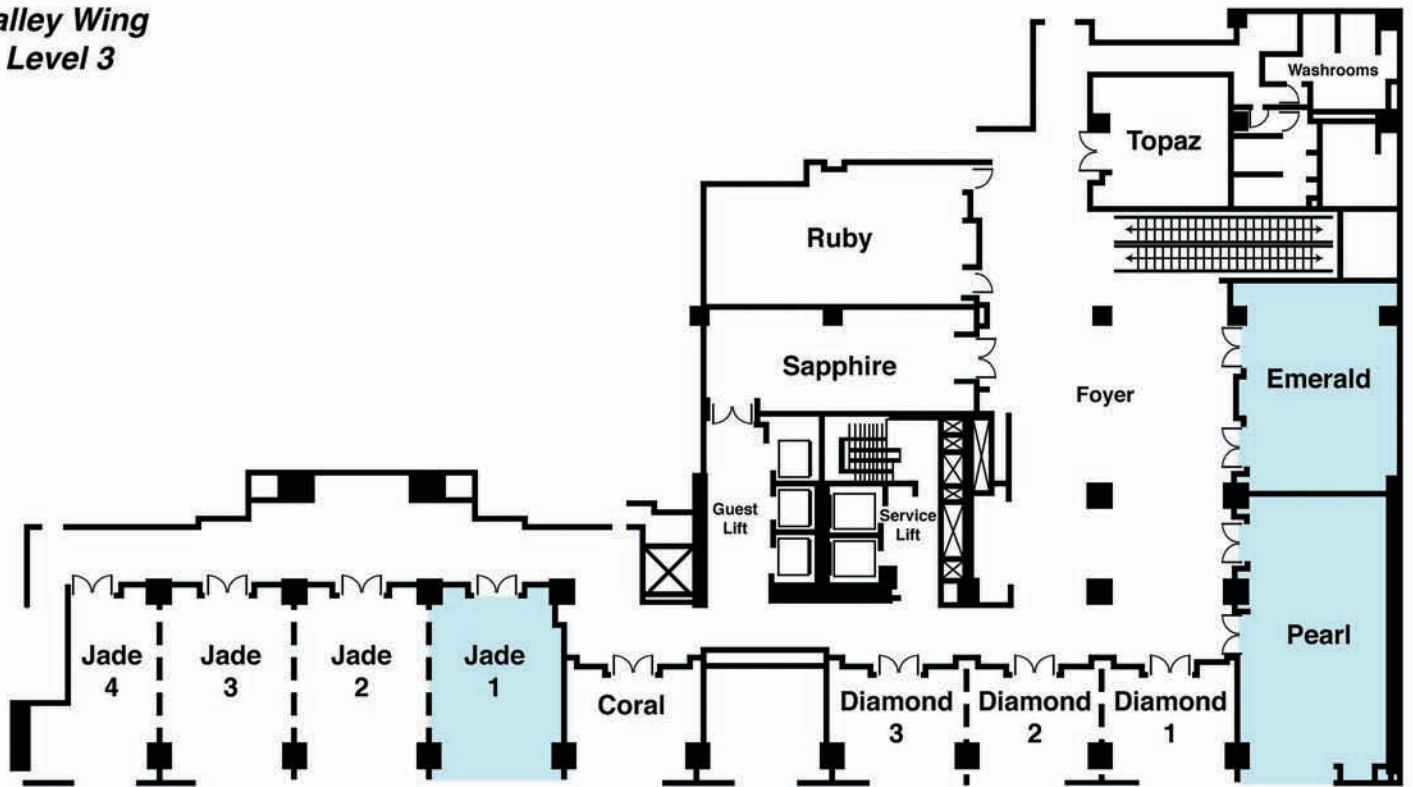 alley Wing
Level 3
Washrooms
Topaz
Ruby
Sapphire
Emerald
Foyer
Guest
Lift
Service
Lift
Pearl
Jade
4
Jade
3
Jade
2
Jade
1
Coral
Diamond
3
Diamond
2
Diamond
1